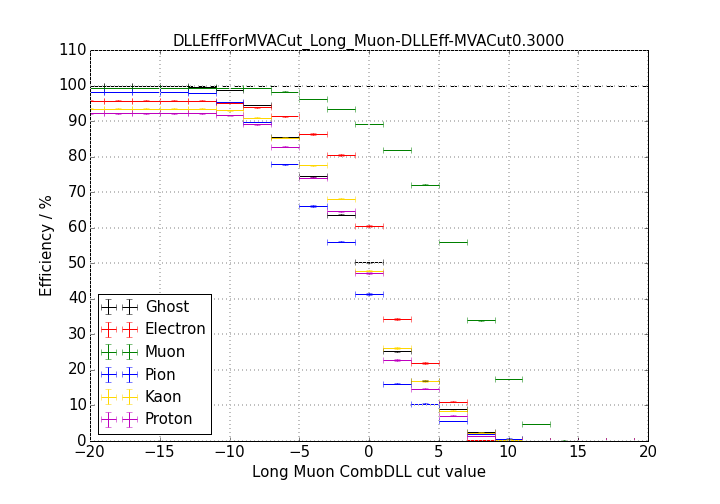 DLLEffForMVACut_Long_Muon-DLLEff-MVACut0.3000
110
100
90
80
70
60
50
40
30
20
10
0
Efficiency / %
Ghost
Electron
Muon
Pion
Kaon
Proton
−20 −15 −10 −5 0 5 10 15 20
Long Muon CombDLL cut value